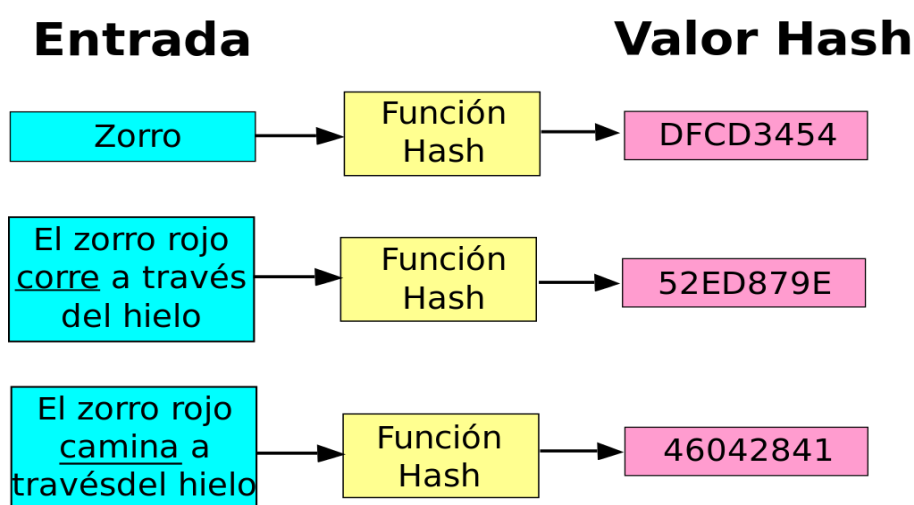 Entrada
Valor Hash
Zorro
Función
Hash
DFCD3454
El zorro rojo
corre a través
del hielo
Función
Hash
52ED879E
El zorro rojo
camina a
travésdel hielo
Función
Hash
46042841